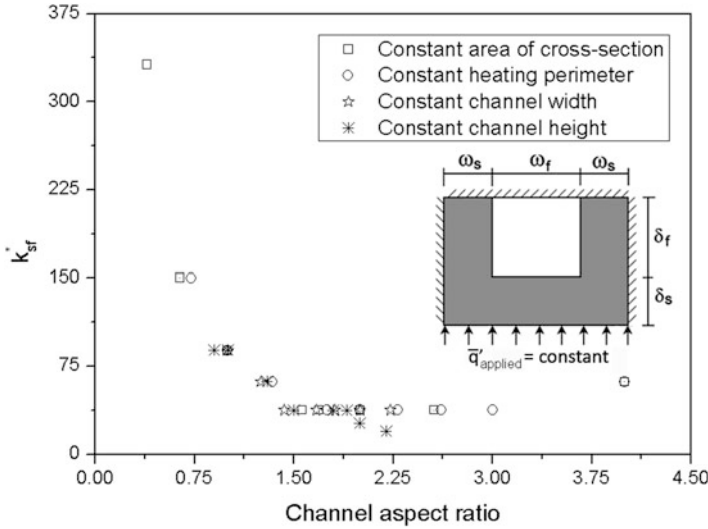 375
300
225
150
75
0
k*sf
Constant area of cross-section
Constant heating perimeter
Constant channel width
Constant channel height
ωs ωf ωs
δf
δs
q̅'applied = constant
0.00 0.75 1.50 2.25 3.00 3.75 4.50
Channel aspect ratio